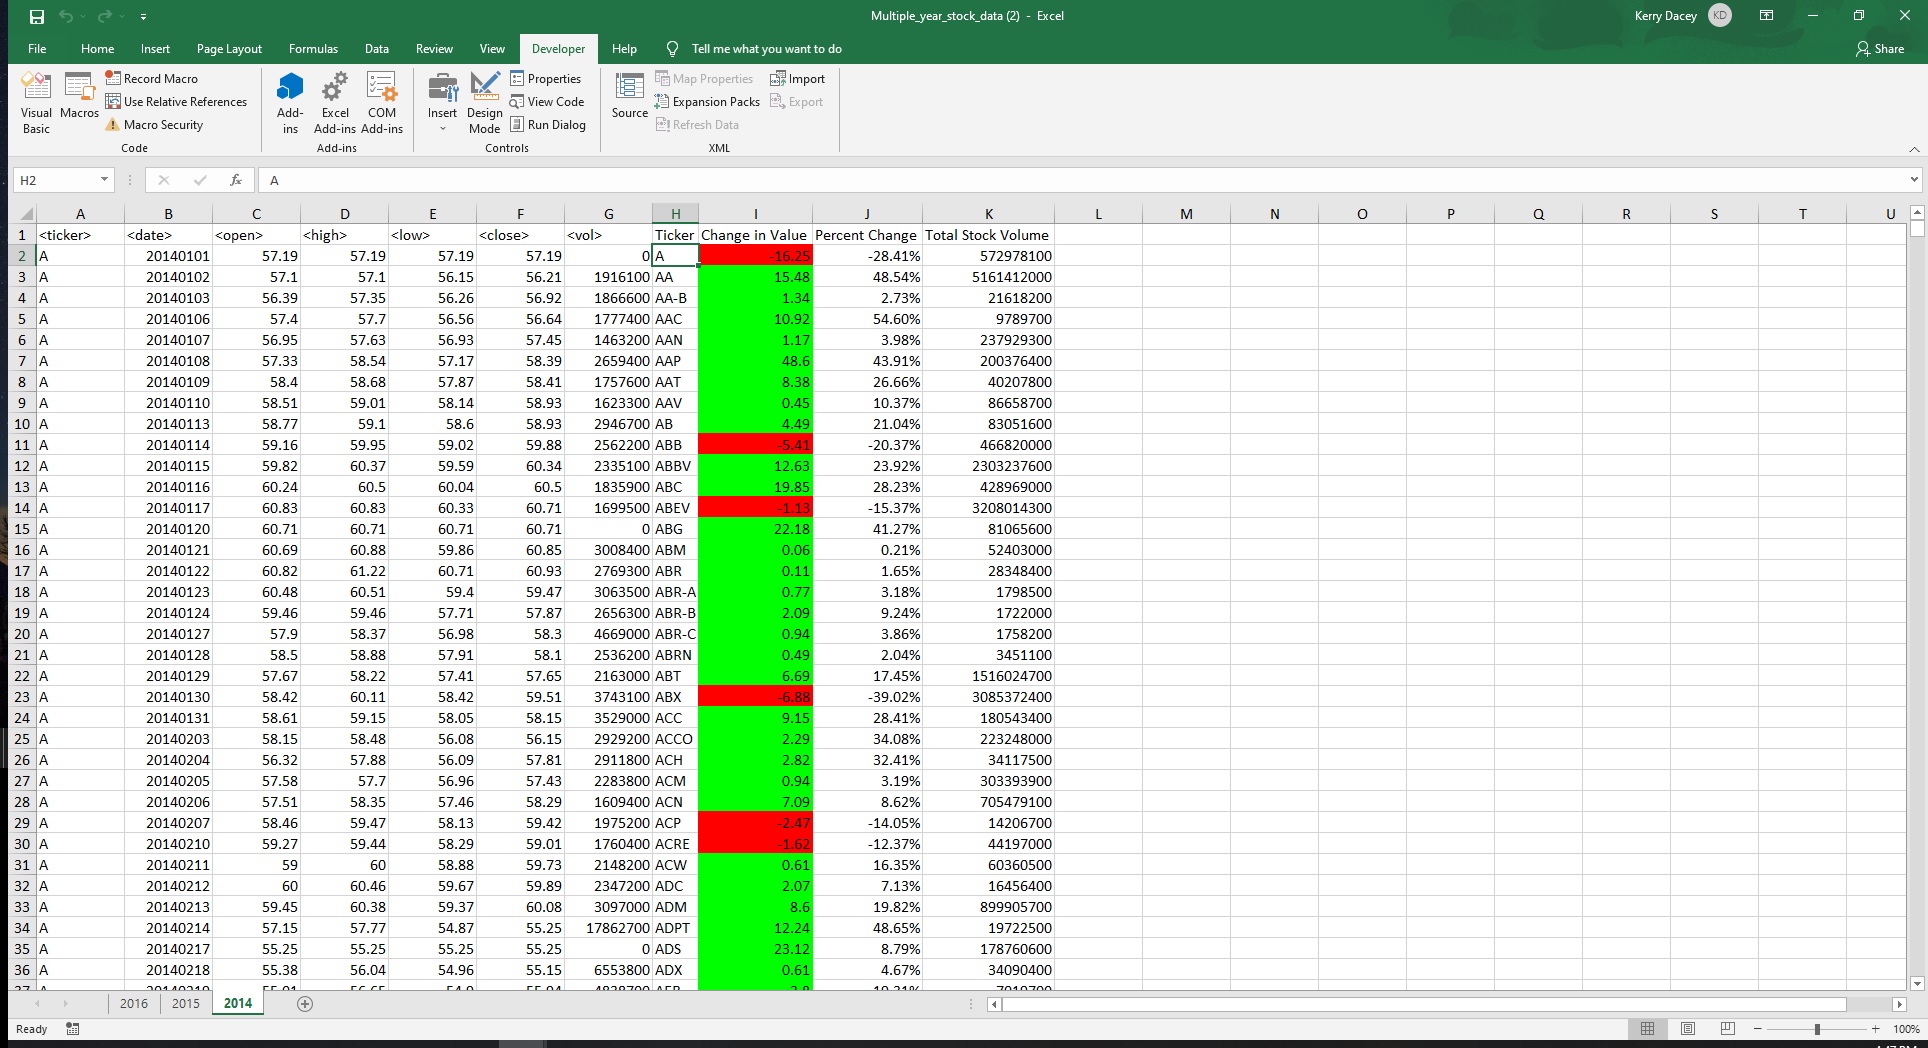 Multiple_year_stock_data (2) - Excel
Kerry Dacey KD
File Home Insert Page Layout Formulas Data Review View Developer Help Tell me what you want to do Share
Visual Basic
Macros
Record Macro
Use Relative References
Macro Security
Code
Add-ins
Excel Add-ins
COM Add-ins
Add-ins
Insert
Design Mode
Properties
View Code
Run Dialog
Controls
Source
Map Properties
Expansion Packs
Refresh Data
Import
Export
XML
H2 fx A
A B C D E F G H I J K L M N O P Q R S T U
1 <ticker> <date> <open> <high> <low> <close> <vol> Ticker Change in Value Percent Change Total Stock Volume
2 A 20140101 57.19 57.19 57.19 57.19 0 A -16.25 -28.41% 572978100
3 A 20140102 57.1 57.1 56.15 56.21 1916100 AA 15.48 48.54% 5161412000
4 A 20140103 56.39 57.35 56.26 56.92 1866600 AA-B 1.34 2.73% 21618200
5 A 20140106 57.4 57.7 56.56 56.64 1777400 AAC 10.92 54.60% 9789700
6 A 20140107 56.95 57.63 56.93 57.45 1463200 AAN 1.17 3.98% 237929300
7 A 20140108 57.33 58.54 57.17 58.39 2659400 AAP 48.6 43.91% 200376400
8 A 20140109 58.4 58.68 57.87 58.41 1757600 AAT 8.38 26.66% 40207800
9 A 20140110 58.51 59.01 58.14 58.93 1623300 AAV 0.45 10.37% 86658700
10 A 20140113 58.77 59.1 58.6 58.93 2946700 AB 4.49 21.04% 83051600
11 A 20140114 59.16 59.95 59.02 59.88 2562200 ABB -5.41 -20.37% 466820000
12 A 20140115 59.82 60.37 59.59 60.34 2335100 ABBV 12.63 23.92% 2303237600
13 A 20140116 60.24 60.5 60.04 60.5 1835900 ABC 19.85 28.23% 428969000
14 A 20140117 60.83 60.83 60.33 60.71 1699500 ABEV -1.13 -15.37% 3208014300
15 A 20140120 60.71 60.71 60.71 60.71 0 ABG 22.18 41.27% 81065600
16 A 20140121 60.69 60.88 59.86 60.85 3008400 ABM 0.06 0.21% 52403000
17 A 20140122 60.82 61.22 60.71 60.93 2769300 ABR 0.11 1.65% 28348400
18 A 20140123 60.48 60.51 59.4 59.47 3063500 ABR-A 0.77 3.18% 1798500
19 A 20140124 59.46 59.46 57.71 57.87 2656300 ABR-B 2.09 9.24% 1722000
20 A 20140127 57.9 58.37 56.98 58.3 4669000 ABR-C 0.94 3.86% 1758200
21 A 20140128 58.5 58.88 57.91 58.1 2536200 ABRN 0.49 2.04% 3451100
22 A 20140129 57.67 58.22 57.41 57.65 2163000 ABT 6.69 17.45% 1516024700
23 A 20140130 58.42 60.11 58.42 59.51 3743100 ABX -6.88 -39.02% 3085372400
24 A 20140131 58.61 59.15 58.05 58.15 3529000 ACC 9.15 28.41% 180543400
25 A 20140203 58.15 58.48 56.08 56.15 2929200 ACCO 2.29 34.08% 223248000
26 A 20140204 56.32 57.88 56.09 57.81 2911800 ACH 2.82 32.41% 34117500
27 A 20140205 57.58 57.7 56.96 57.43 2283800 ACM 0.94 3.19% 303393900
28 A 20140206 57.51 58.35 57.46 58.29 1609400 ACN 7.09 8.62% 705479100
29 A 20140207 58.46 59.47 58.13 59.42 1975200 ACP -2.47 -14.05% 14206700
30 A 20140210 59.27 59.44 58.29 59.01 1760400 ACRE -1.62 -12.37% 44197000
31 A 20140211 59 60 58.88 59.73 2148200 ACW 0.61 16.35% 60360500
32 A 20140212 60 60.46 59.67 59.89 2347200 ADC 2.07 7.13% 16456400
33 A 20140213 59.45 60.38 59.37 60.08 3097000 ADM 8.6 19.82% 899905700
34 A 20140214 57.15 57.77 54.87 55.25 17862700 ADPT 12.24 48.65% 19722500
35 A 20140217 55.25 55.25 55.25 55.25 0 ADS 23.12 8.79% 178760600
36 A 20140218 55.38 56.04 54.96 55.15 6553800 ADX 0.61 4.67% 34090400
2016 2015 2014
Ready 100%